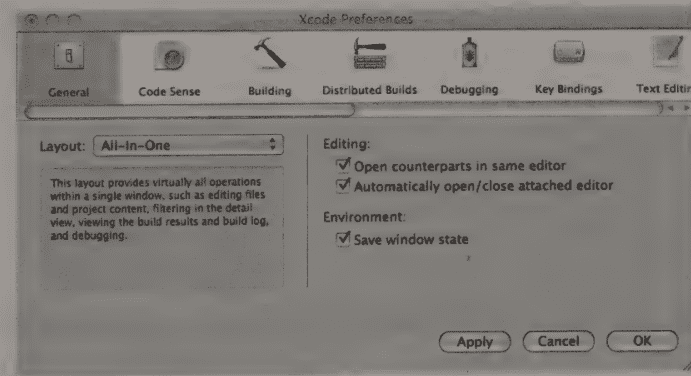 Xcode Preferences
General Code Sense Building Distributed Builds Debugging Key Bindings Text Editin
Layout: All-In-One
This layout provides virtually all operations
within a single window, such as editing files
and project content, filtering in the detail
view, viewing the build results and build log,
and debugging.
Editing:
Open counterparts in same editor
Automatically open/close attached editor
Environment:
Save window state
Apply Cancel OK